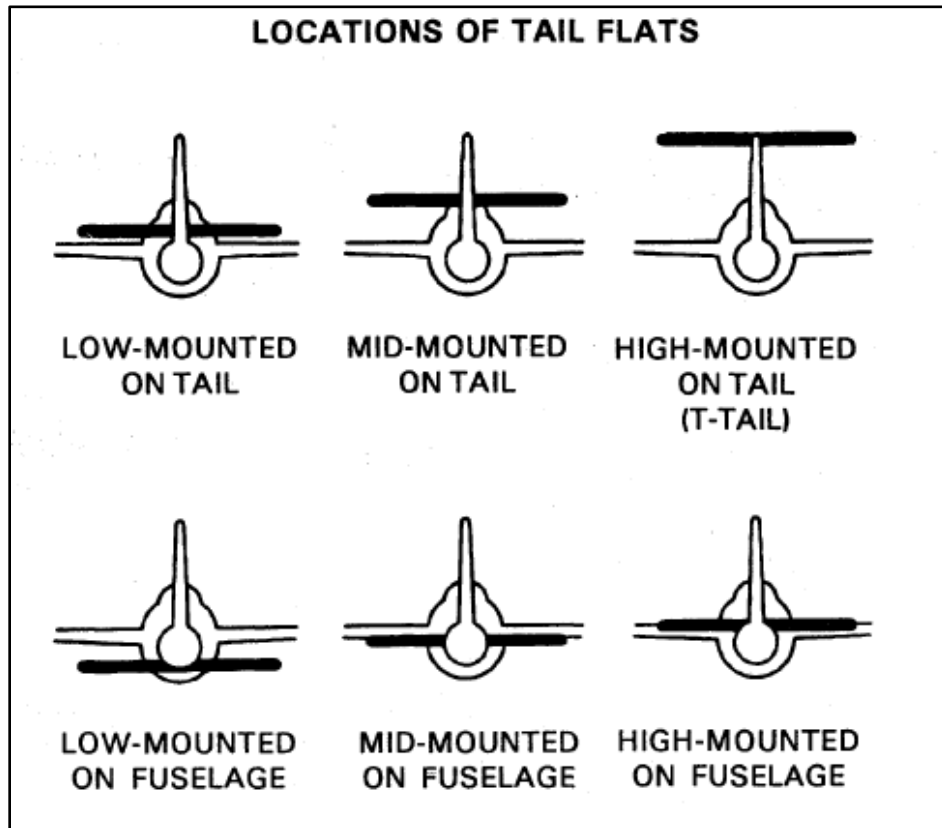 LOCATIONS OF TAIL FLATS
LOW-MOUNTED
ON TAIL
MID-MOUNTED
ON TAIL
HIGH-MOUNTED
ON TAIL
(T-TAIL)
LOW-MOUNTED
ON FUSELAGE
MID-MOUNTED
ON FUSELAGE
HIGH-MOUNTED
ON FUSELAGE